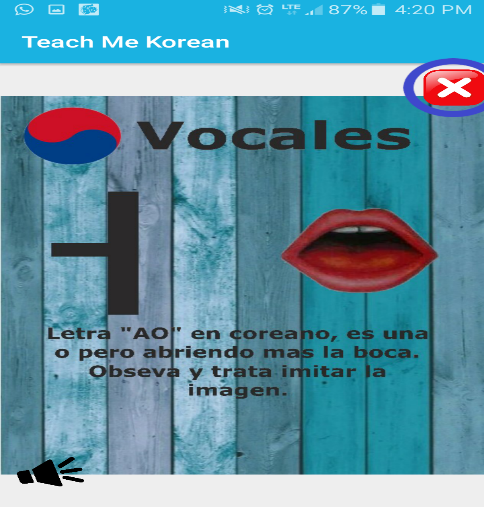 LTE 87% 4:20 PM
Teach Me Korean
Vocales
ㅓ
Letra "AO" en coreano, es una
o pero abriendo mas la boca.
Obseva y trata imitar la
imagen.